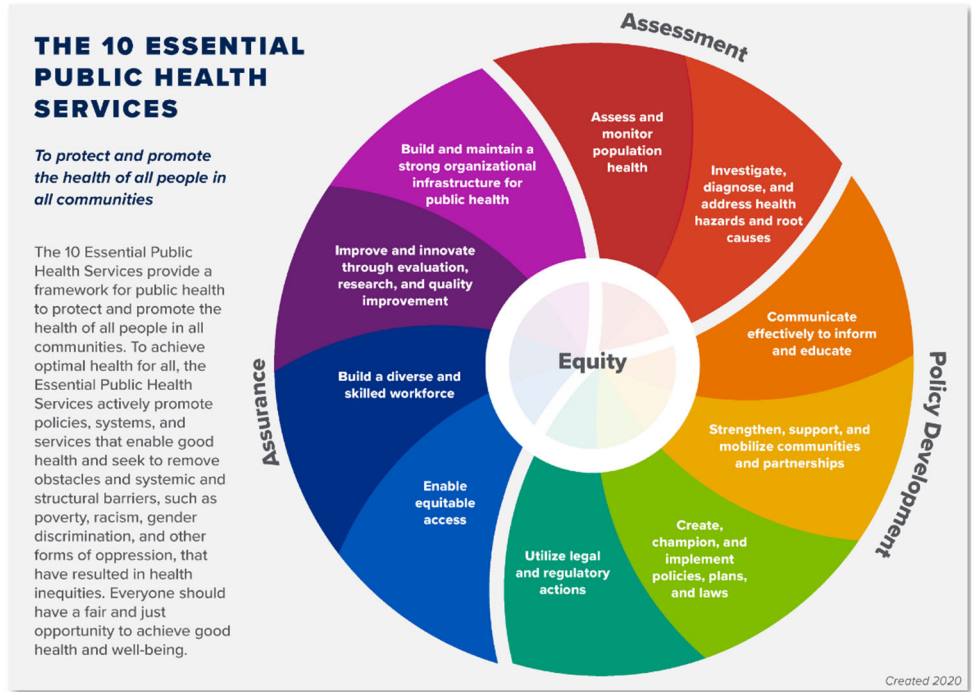 THE 10 ESSENTIAL
PUBLIC HEALTH
SERVICES
To protect and promote
the health of all people in
all communities
The 10 Essential Public
Health Services provide a
framework for public health
to protect and promote the
health of all people in all
communities. To achieve
optimal health for all, the
Essential Public Health
Services actively promote
policies, systems, and
services that enable good
health and seek to remove
obstacles and systemic and
structural barriers, such as
poverty, racism, gender
discrimination, and other
forms of oppression, that
have resulted in health
inequities. Everyone should
have a fair and just
opportunity to achieve good
health and well-being.
Assessment
Assess and
monitor
population
health
Investigate,
diagnose, and
address health
hazards and root
causes
Policy Development
Communicate
effectively to inform
and educate
Strengthen, support, and
mobilize communities
and partnerships
Create,
champion, and
implement
policies, plans,
and laws
Utilize legal
and regulatory
actions
Assurance
Enable
equitable
access
Build a diverse and
skilled workforce
Improve and innovate
through evaluation,
research, and quality
improvement
Build and maintain a
strong organizational
infrastructure for
public health
Equity
Created 2020